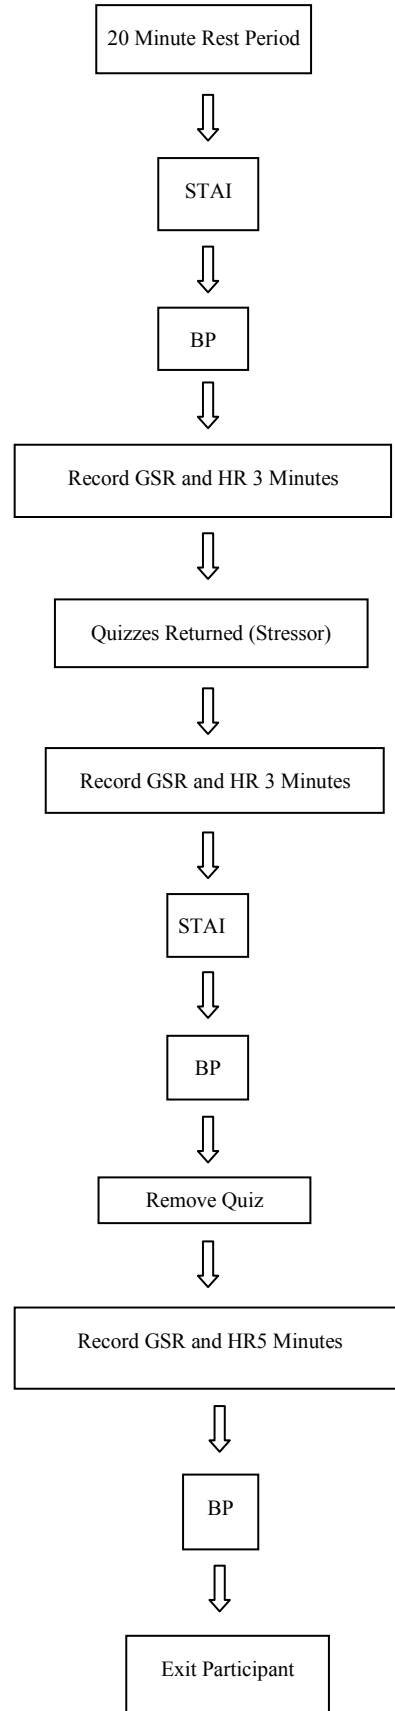 20 Minute Rest Period
STAI
BP
Record GSR and HR 3 Minutes
Quizzes Returned (Stressor)
Record GSR and HR 3 Minutes
STAI
BP
Remove Quiz
Record GSR and HR5 Minutes
BP
Exit Participant